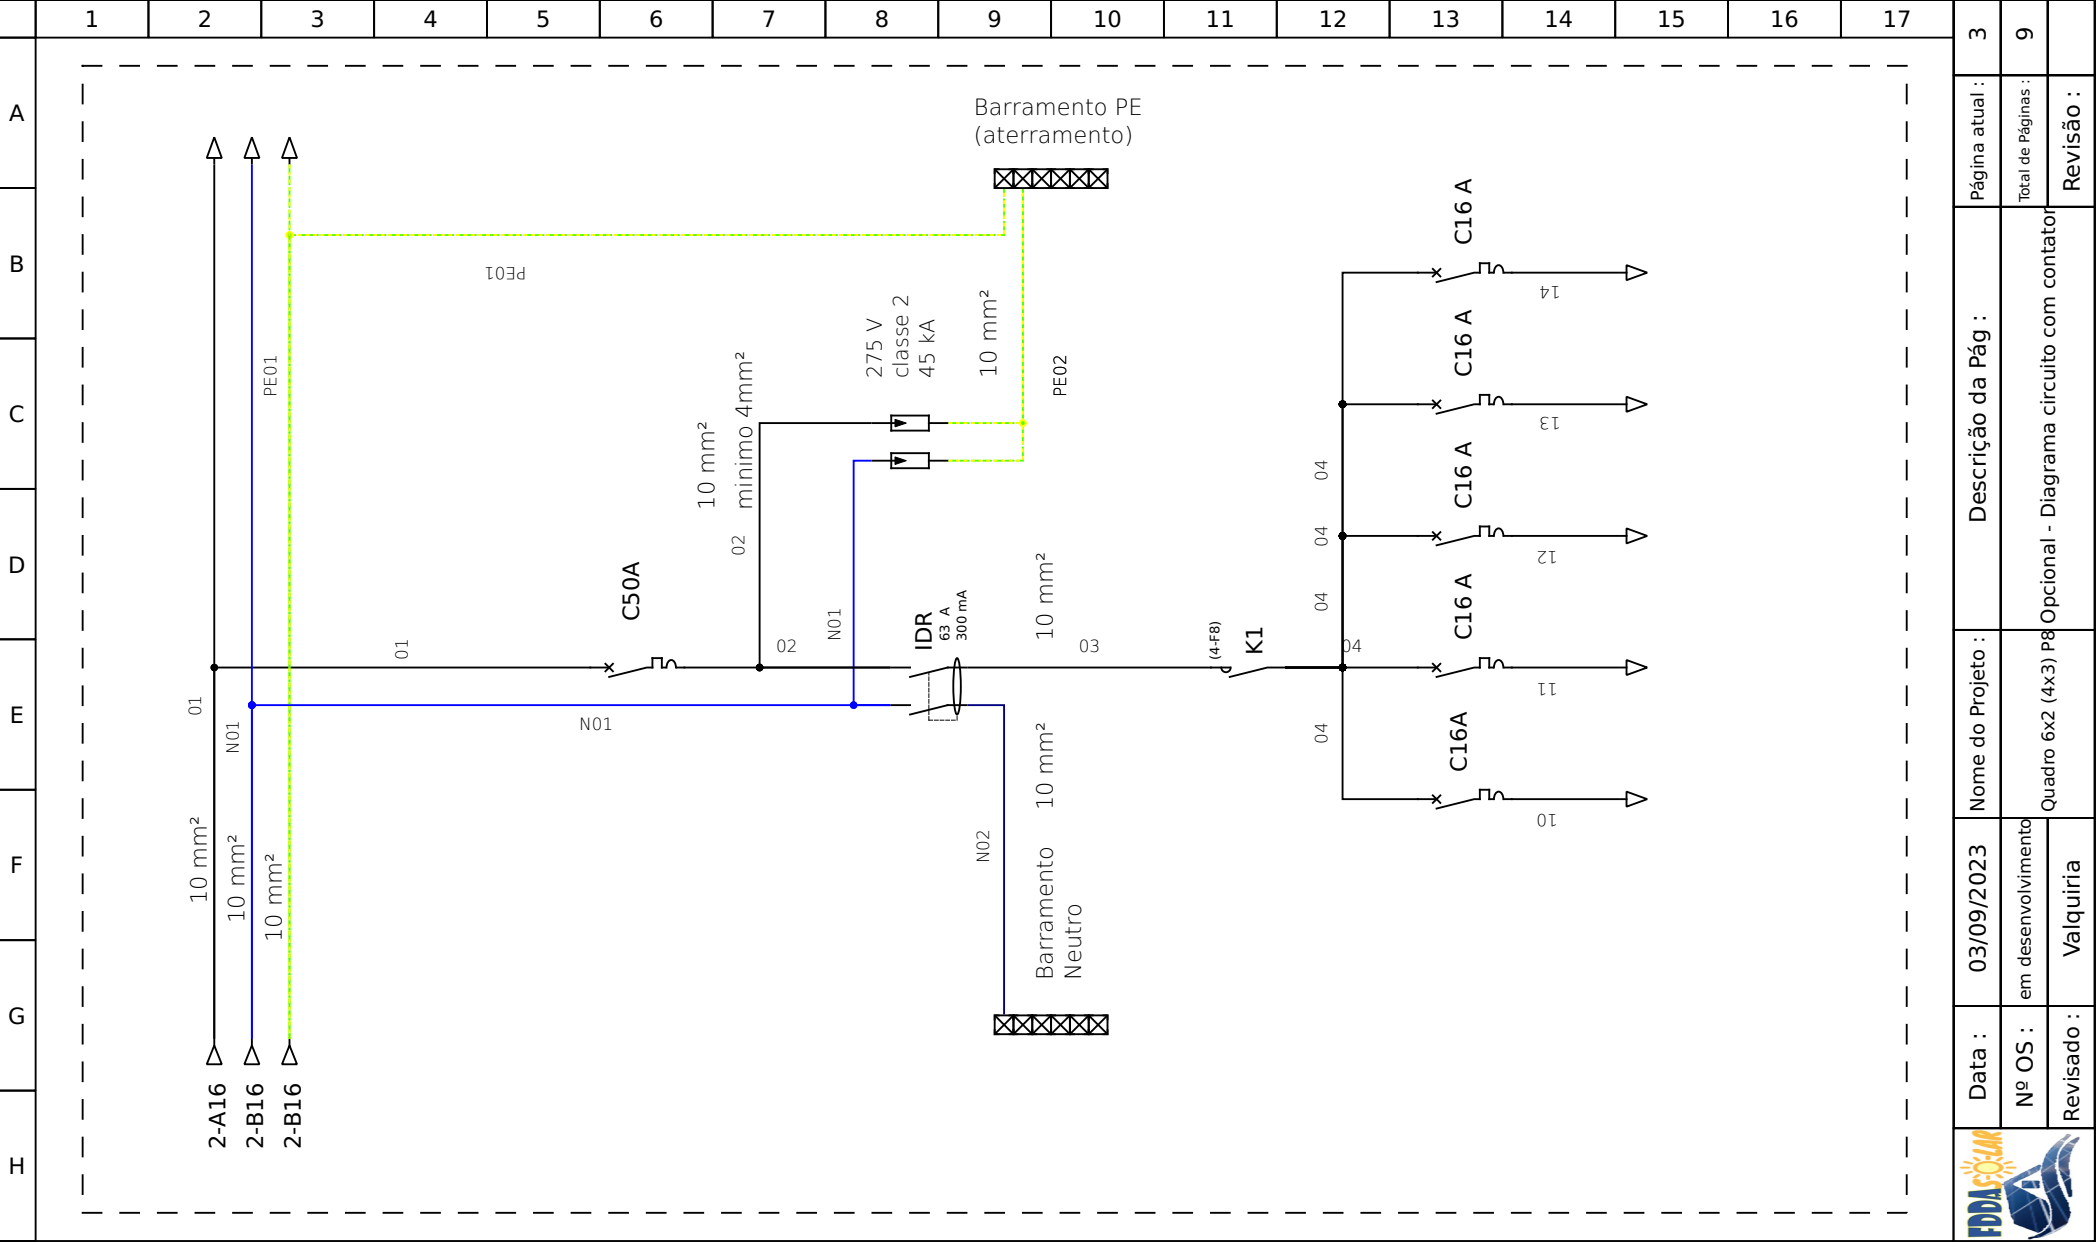 1 2 3 4 5 6 7 8 9 10 11 12 13 14 15 16 17
A
B
C
D
E
F
G
H
Barramento PE
(aterramento)
PE01
PE01
10 mm²
minimo 4mm²
275 V
classe 2
45 kA
10 mm²
PE02
02
N01
C50A
01
02
IDR
63 A
300 mA
10 mm²
03
(4-F8)
K1
04
04
04
04
04
C16 A
14
C16 A
13
C16 A
12
C16 A
11
C16A
10
01
N01
N01
10 mm²
10 mm²
10 mm²
10 mm²
N02
Barramento
Neutro
2-A16
2-B16
2-B16
Página atual :
3
Total de Páginas :
9
Revisão :
Descrição da Pág :
Opcional - Diagrama circuito com contator
Nome do Projeto :
Quadro 6x2 (4x3) P8
Data :
03/09/2023
Nº OS :
em desenvolvimento
Revisado :
Valquiria
FDDA SOLAR